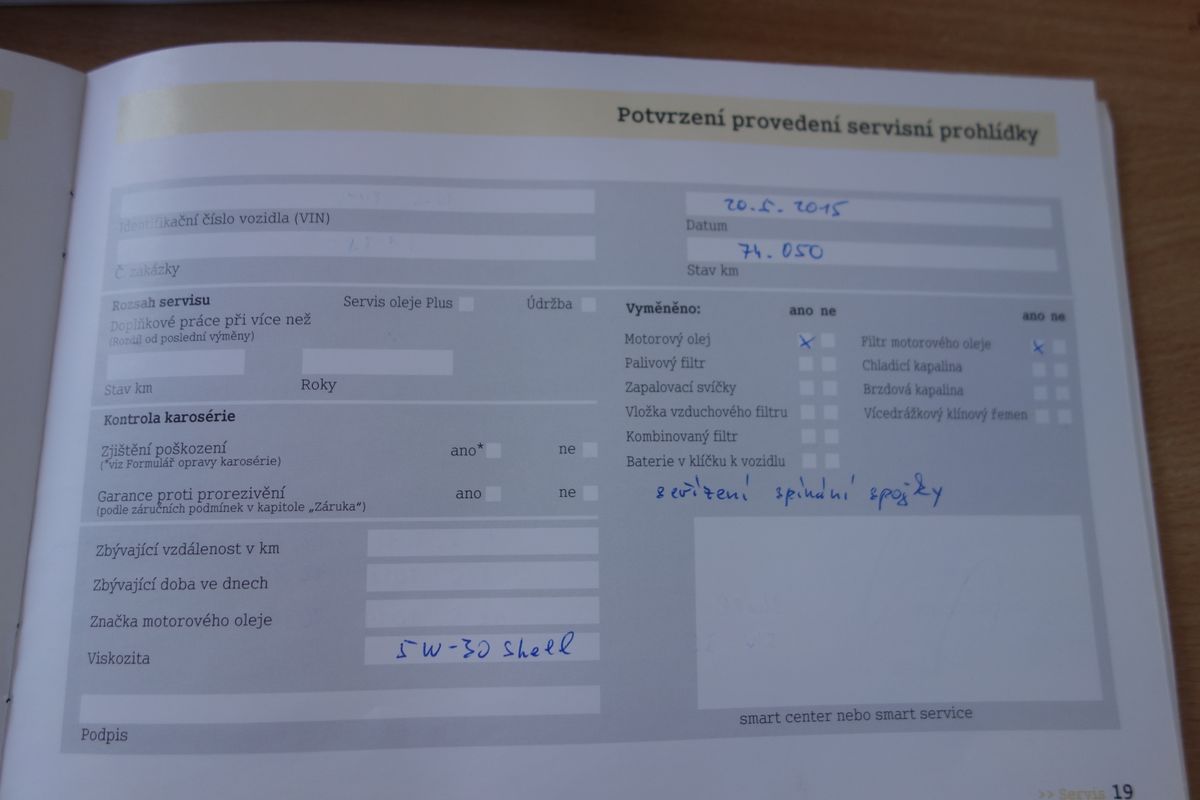 Potvrzení provedení servisní prohlídky
Identifikační číslo vozidla (VIN)
Č. zakázky
20.5.2015
Datum
74.050
Stav km
Rozsah servisu
Servis oleje Plus
Údržba
Doplňkové práce při více než
(Rozdíl od poslední výměny)
Stav km
Roky
Kontrola karosérie
Zjištění poškození
ano*
ne
(*viz Formulář opravy karosérie)
Garance proti prorezivění
ano
ne
(podle záručních podmínek v kapitole „Záruka“)
Vyměněno:
ano ne
ano ne
Motorový olej
x
Filtr motorového oleje
x
Palivový filtr
Chladicí kapalina
Zapalovací svíčky
Brzdová kapalina
Vložka vzduchového filtru
Vícedrážkový klínový řemen
Kombinovaný filtr
Baterie v klíčku k vozidlu
seřízení spínání spojky
Zbývající vzdálenost v km
Zbývající doba ve dnech
Značka motorového oleje
Viskozita
5W-30 Shell
Podpis
smart center nebo smart service
>> Servis 19